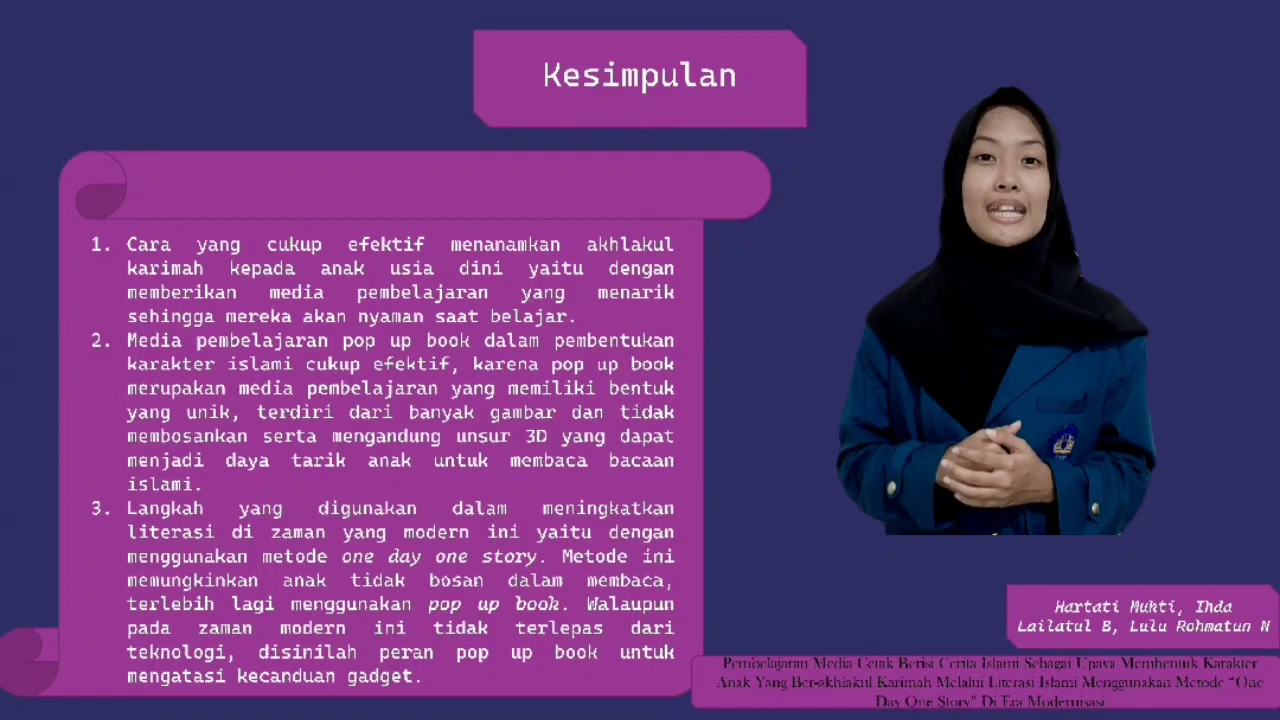 Kesimpulan
1. Cara yang cukup efektif menanamkan akhlakul
karimah kepada anak usia dini yaitu dengan
memberikan media pembelajaran yang menarik
sehingga mereka akan nyaman saat belajar.
2. Media pembelajaran pop up book dalam pembentukan
karakter islami cukup efektif, karena pop up book
merupakan media pembelajaran yang memiliki bentuk
yang unik, terdiri dari banyak gambar dan tidak
membosankan serta mengandung unsur 3D yang dapat
menjadi daya tarik anak untuk membaca bacaan
islami.
3. Langkah yang digunakan dalam meningkatkan
literasi di zaman yang modern ini yaitu dengan
menggunakan metode one day one story. Metode ini
memungkinkan anak tidak bosan dalam membaca,
terlebih lagi menggunakan pop up book. Walaupun
pada zaman modern ini tidak terlepas dari
teknologi, disinilah peran pop up book untuk
mengatasi kecanduan gadget.
Hartati Mukti, Ihda
Lailatul B, Lulu Rohmatun N
Pembelajaran Media Cetak Berisi Cerita Islami Sebagai Upaya Membentuk Karakter
Anak Yang Ber-akhlakul Karimah Melalui Literasi Islami Menggunakan Metode "One
Day One Story" Di Era Modernisasi